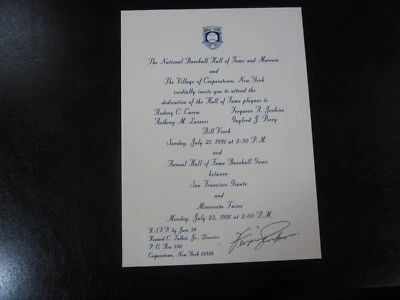 The National Baseball Hall of Fame and Museum
and
The Village of Cooperstown, New York
cordially invite you to attend the
dedication of the Hall of Fame plaques to
Rodney C. Carew Ferguson A. Jenkins
Anthony M. Lazzeri Gaylord J. Perry
Bill Veeck
Sunday, July 21, 1991 at 2:30 P.M.
and
Annual Hall of Fame Baseball Game
between
San Francisco Giants
and
Minnesota Twins
Monday, July 22, 1991 at 2:00 P.M.
R.S.V.P. by June 28
Howard C. Talbot, Jr., Director
P.O. Box 590
Cooperstown, New York 13326